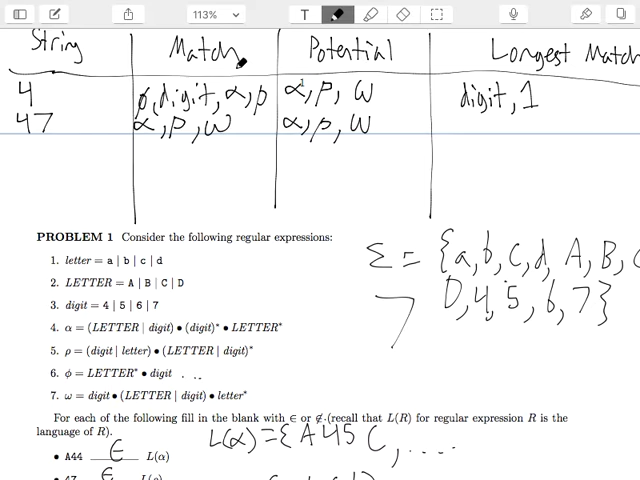 113%
String Match Potential Longest Match
4 ϕ, digit, α, ρ α, ρ, ω digit, 1
47 α, ρ, ω α, ρ, ω
PROBLEM 1 Consider the following regular expressions:
1. letter = a | b | c | d
2. LETTER = A | B | C | D
3. digit = 4 | 5 | 6 | 7
4. α = (LETTER | digit) • (digit)* • LETTER*
5. ρ = (digit | letter) • (LETTER | digit)*
6. ϕ = LETTER* • digit ...
7. ω = digit • (LETTER | digit) • letter*
Σ = {a, b, c, d, A, B, C
D, 4, 5, 6, 7}
For each of the following fill in the blank with ∈ or ∉.(recall that L(R) for regular expression R is the
language of R).
L(α) = {A45C, ....
• A44 ∈ L(α)
• 47 ∈ L(ρ)